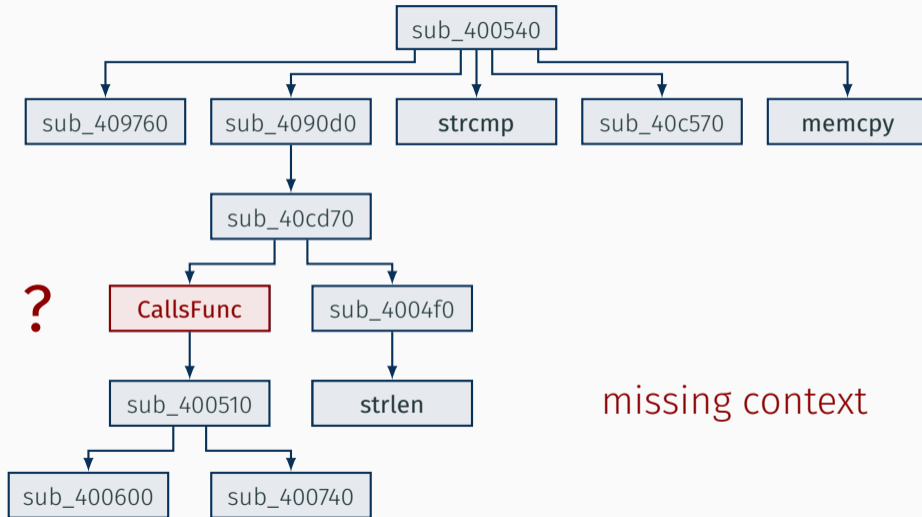 sub_400540
sub_409760
sub_4090d0
strcmp
sub_40c570
memcpy
sub_40cd70
?
CallsFunc
sub_4004f0
sub_400510
strlen
missing context
sub_400600
sub_400740